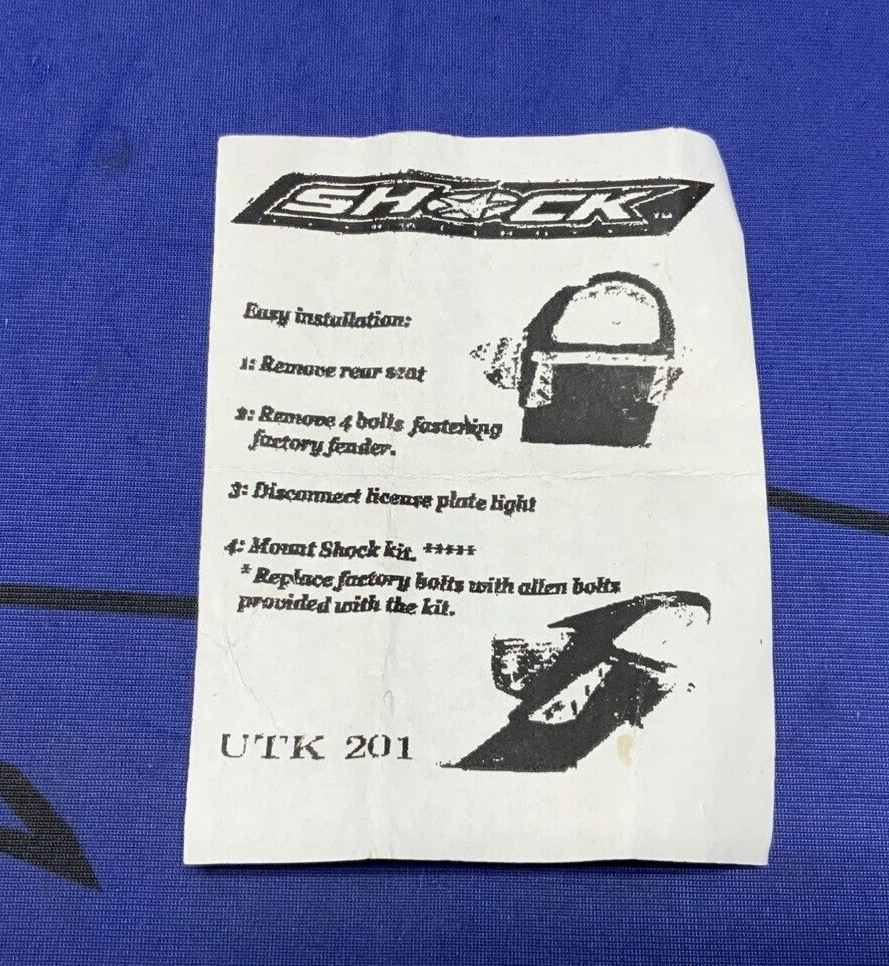 SHOCK TM
Easy installation:
1: Remove rear seat
2: Remove 4 bolts fastening
factory fender.
3: Disconnect license plate light
4: Mount Shock kit. *****
* Replace factory bolts with allen bolts
provided with the kit.
UTK 201